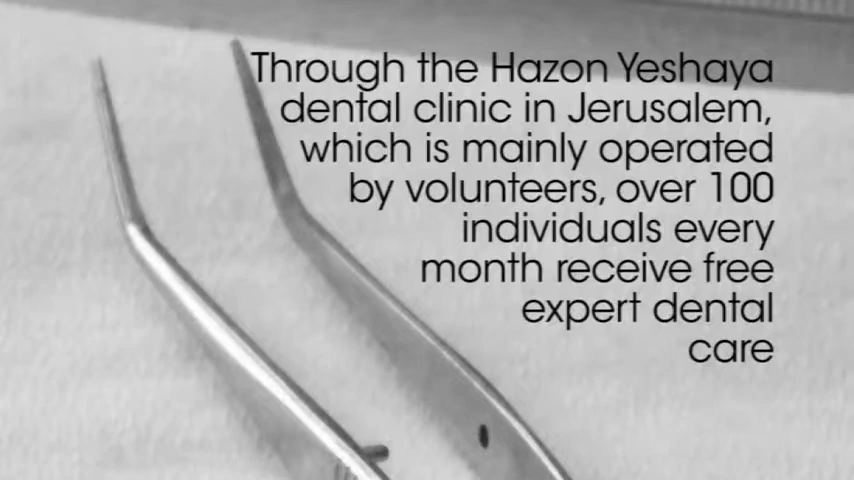 Through the Hazon Yeshaya
dental clinic in Jerusalem,
which is mainly operated
by volunteers, over 100
individuals every
month receive free
expert dental
care